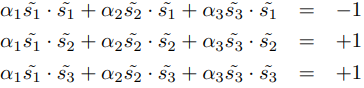 α₁s̃₁ · s̃₁ + α₂s̃₂ · s̃₁ + α₃s̃₃ · s̃₁ = −1
α₁s̃₁ · s̃₂ + α₂s̃₂ · s̃₂ + α₃s̃₃ · s̃₂ = +1
α₁s̃₁ · s̃₃ + α₂s̃₂ · s̃₃ + α₃s̃₃ · s̃₃ = +1